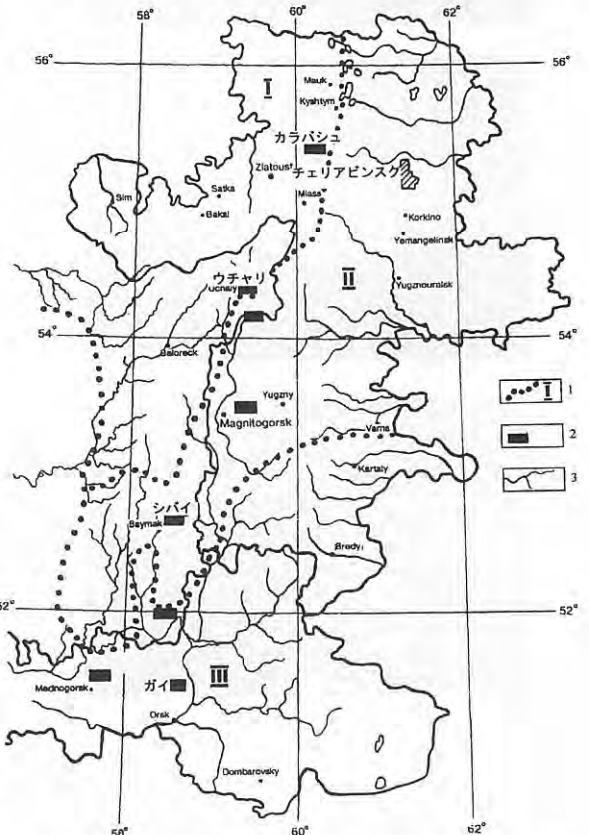 58°
60°
62°
56°
56°
I
Mauk
Kyshtym
カラバシュ
Zlatoust
チェリアビンスク
Satka
Miass
Sim
Bakal
Korkino
Yemangelinsk
ウチャリ
Uchaly
II
Yugznouralsk
54°
54°
Beloreck
I 1
Yugzny
Magnitogorsk
Varna
2
Kartaly
3
シバイ
Baymak
Bredy
52°
52°
ガイ
III
Mednogorsk
Orsk
Dombarovsky
58°
60°
62°